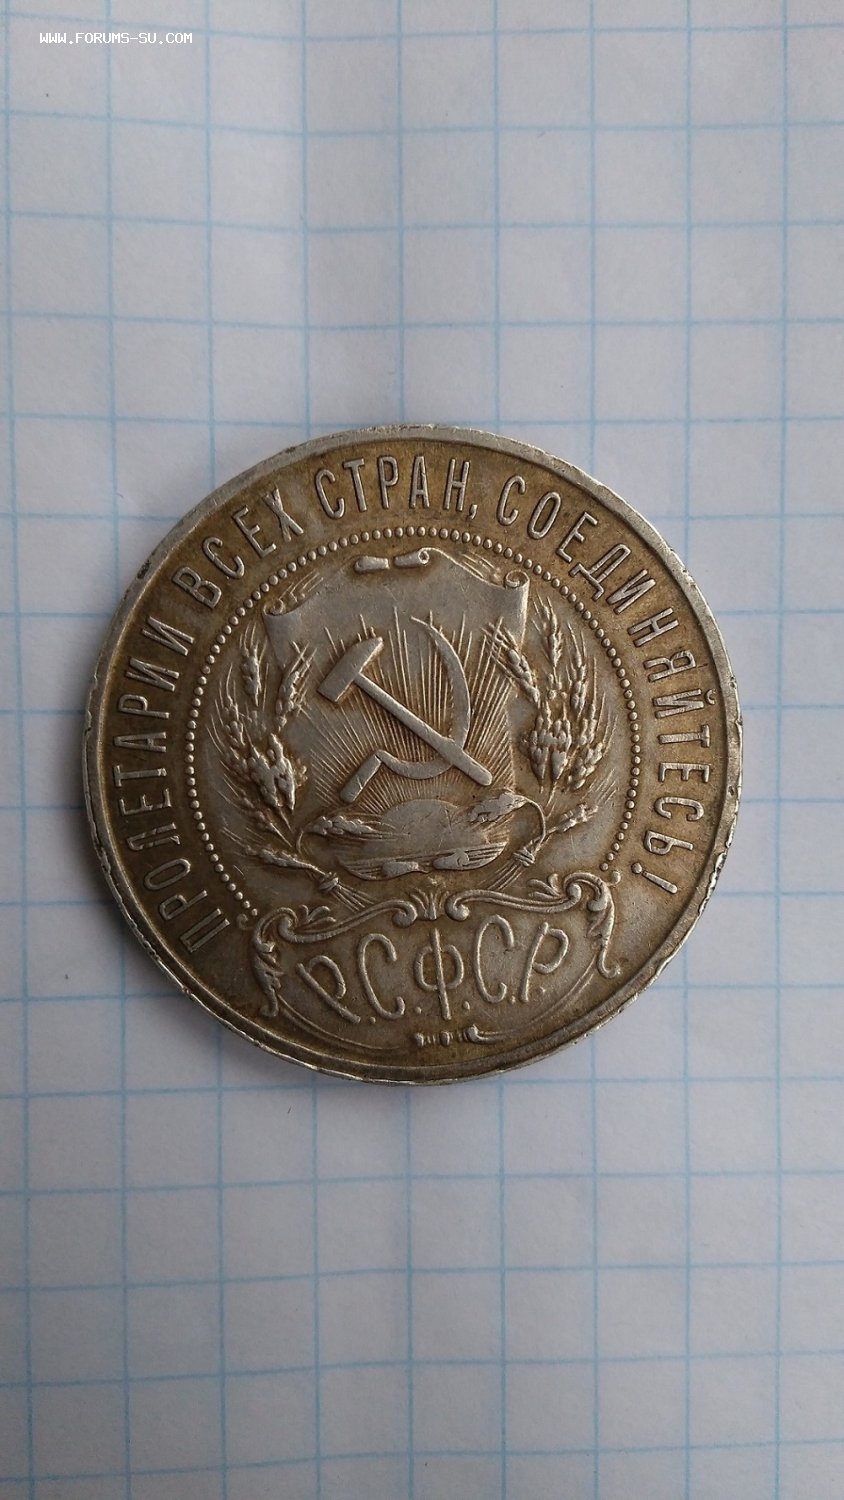 WWW.FORUMS-SU.COM
ПРОЛЕТАРИИ ВСЕХ СТРАН, СОЕДИНЯЙТЕСЬ!
Р.С.Ф.С.Р.